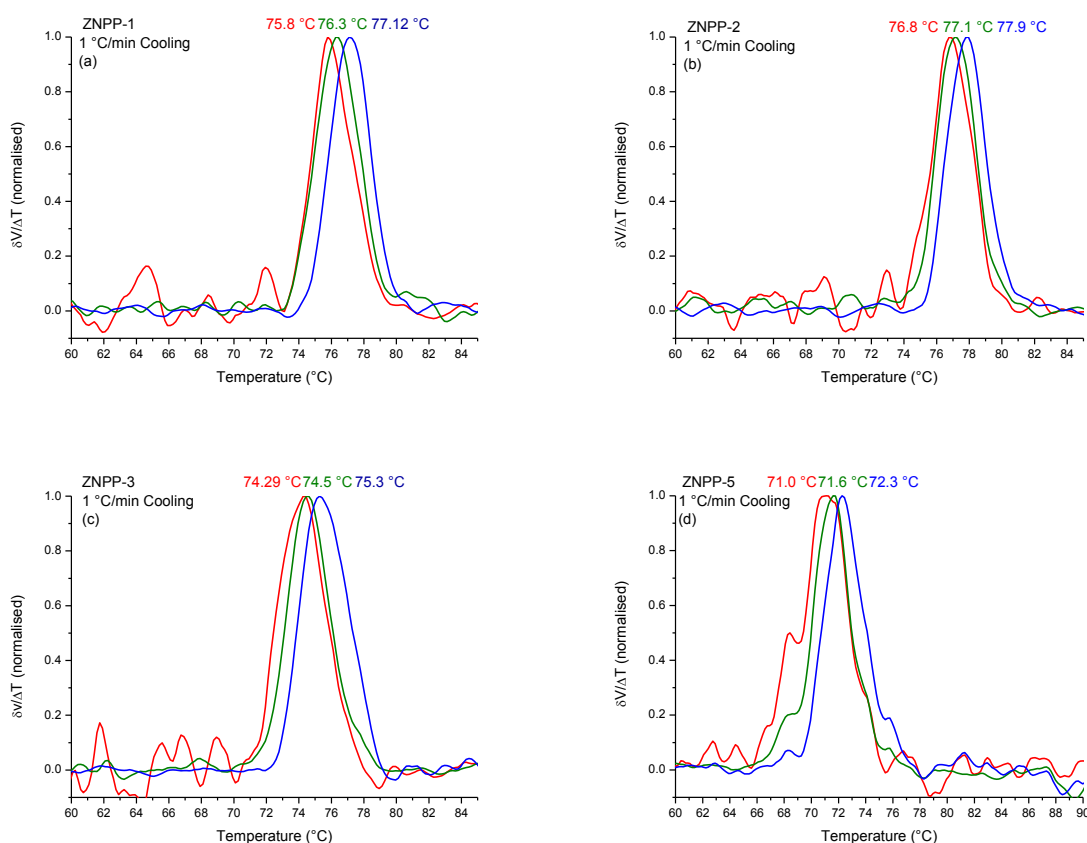 ZNPP-1
1 °C/min Cooling
(a)
75.8 °C 76.3 °C 77.12 °C
1.0
0.8
0.6
0.4
0.2
0.0
δV/ΔT (normalised)
60 62 64 66 68 70 72 74 76 78 80 82 84
Temperature (°C)
ZNPP-2
1 °C/min Cooling
(b)
76.8 °C 77.1 °C 77.9 °C
1.0
0.8
0.6
0.4
0.2
0.0
δV/ΔT (normalised)
60 62 64 66 68 70 72 74 76 78 80 82 84
Temperature (°C)
ZNPP-3
1 °C/min Cooling
(c)
74.29 °C 74.5 °C 75.3 °C
1.0
0.8
0.6
0.4
0.2
0.0
δv/ΔT (normalised)
60 62 64 66 68 70 72 74 76 78 80 82 84
Temperature (°C)
ZNPP-5
1 °C/min Cooling
(d)
71.0 °C 71.6 °C 72.3 °C
1.0
0.8
0.6
0.4
0.2
0.0
δV/ΔT (normalised)
60 62 64 66 68 70 72 74 76 78 80 82 84 86 88 90
Temperature (°C)